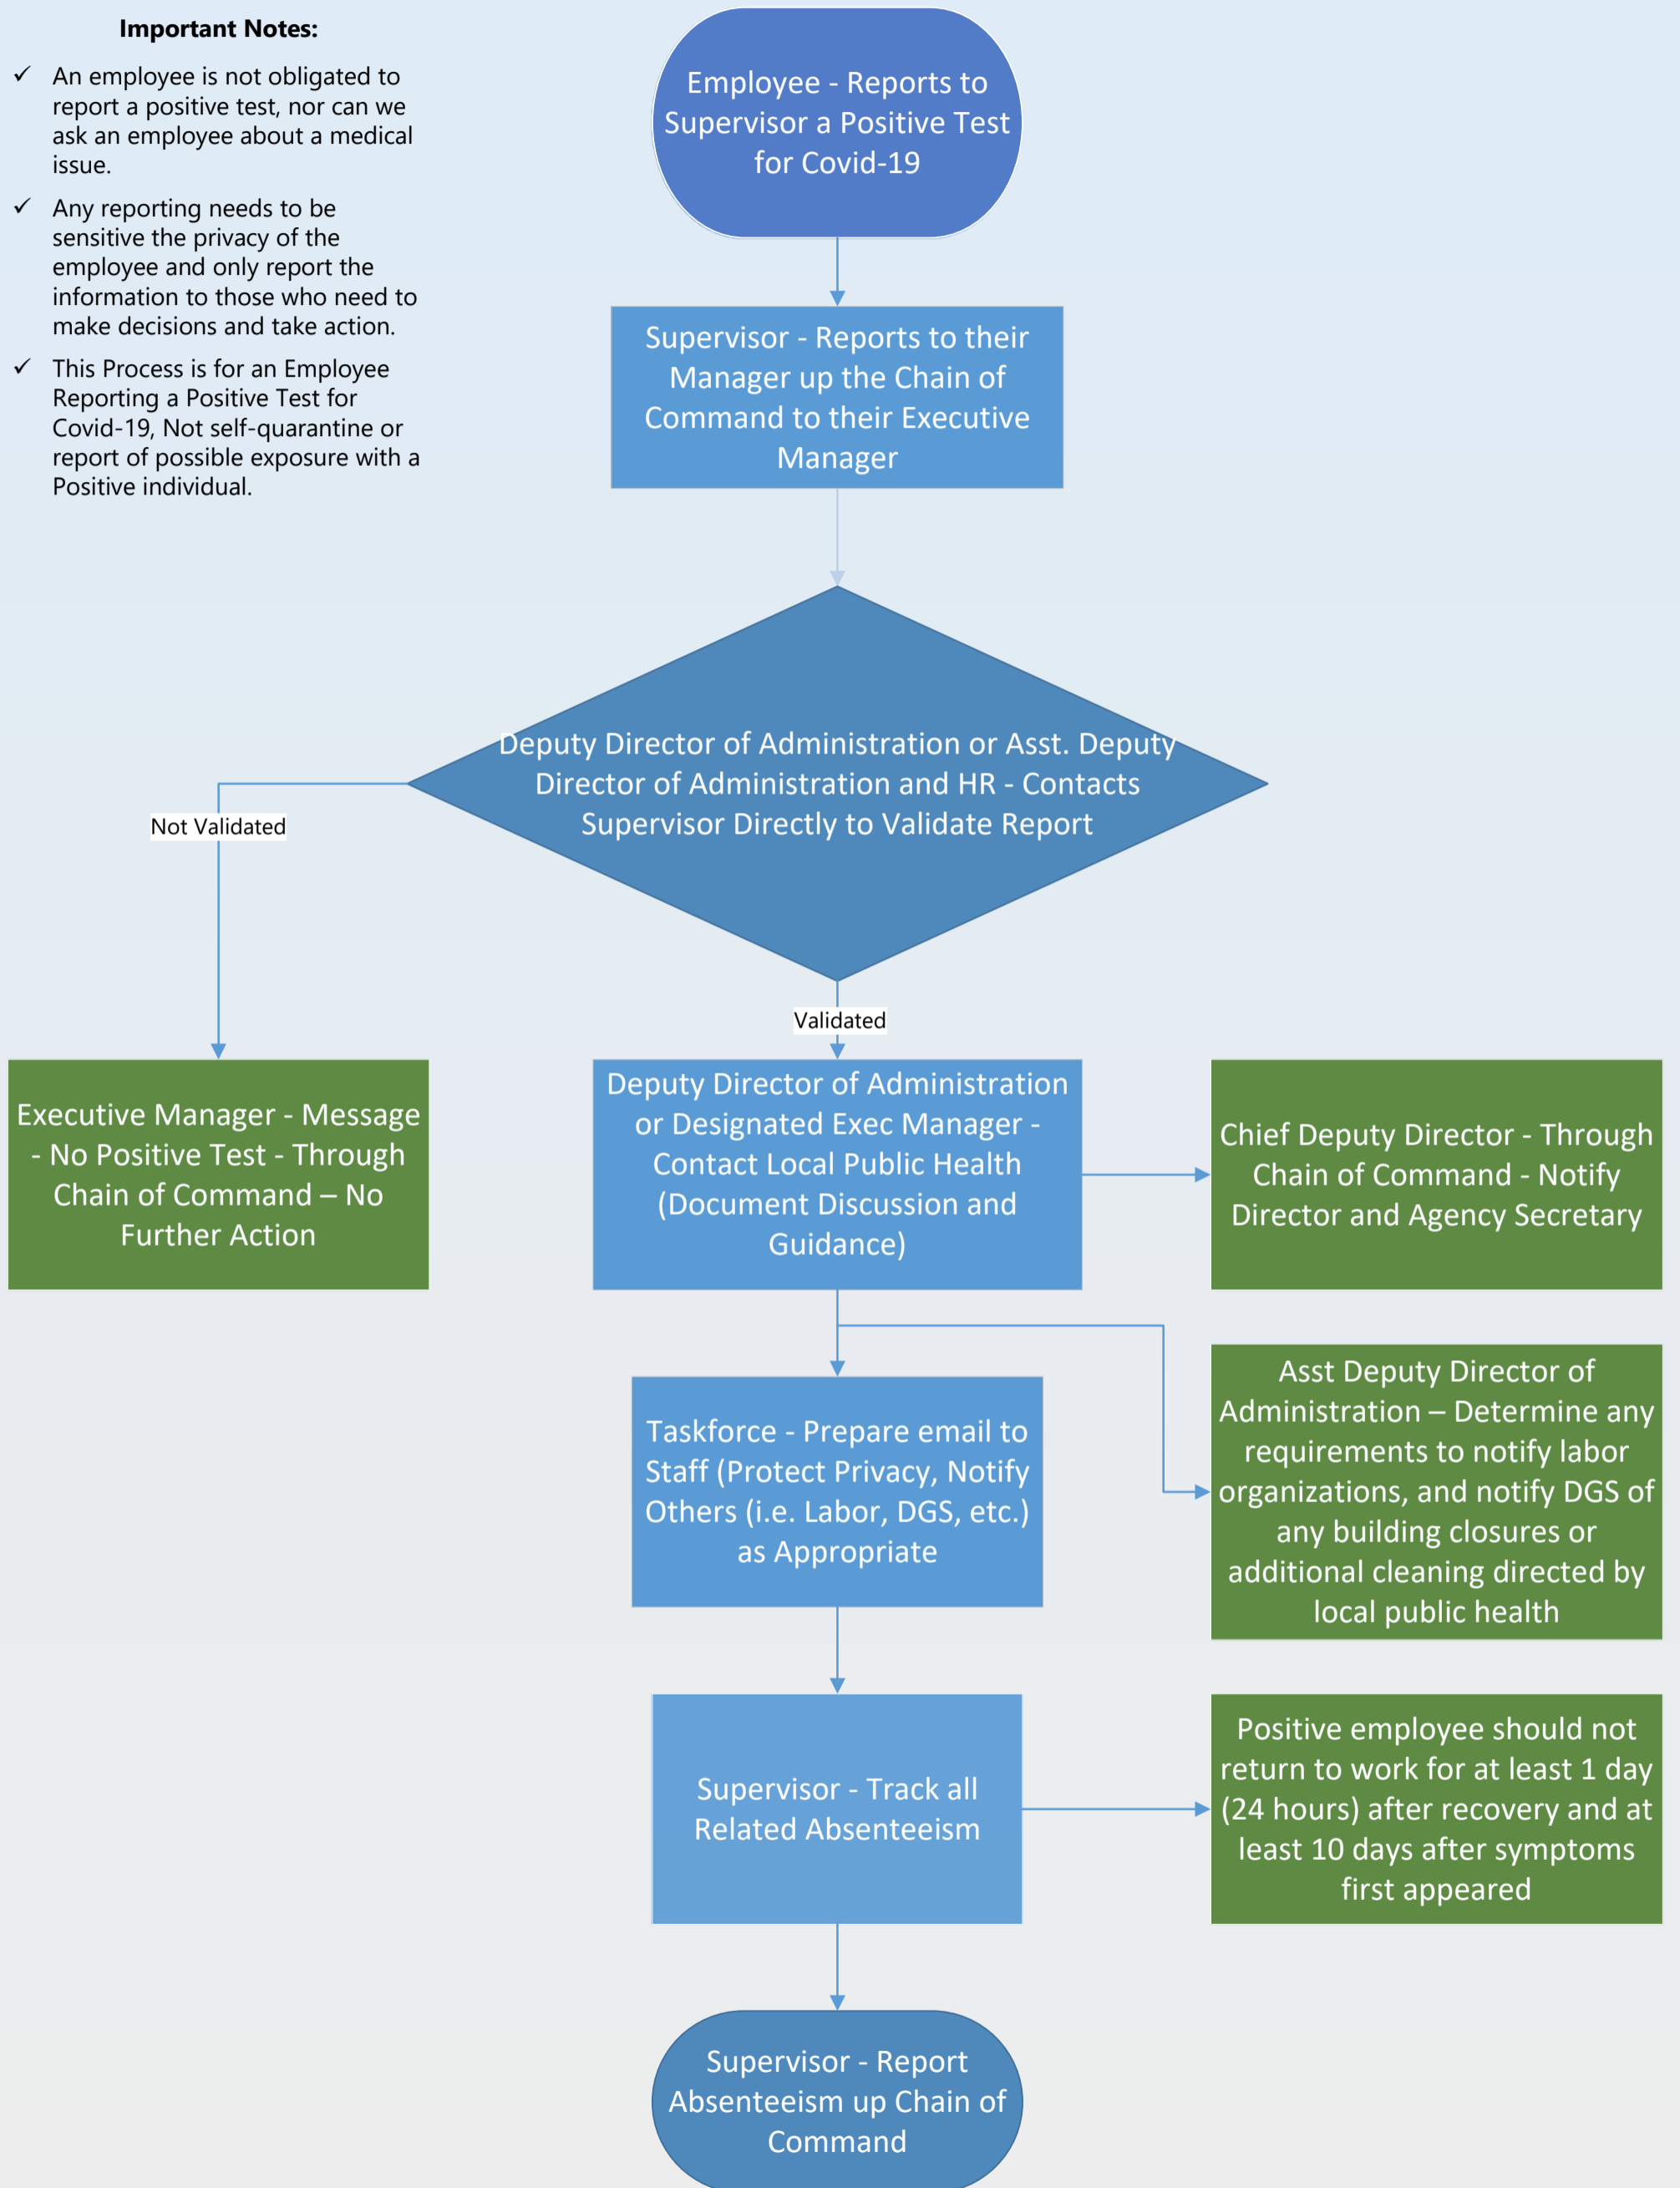 Important Notes:
✓ An employee is not obligated to
report a positive test, nor can we
ask an employee about a medical
issue.
✓ Any reporting needs to be
sensitive the privacy of the
employee and only report the
information to those who need to
make decisions and take action.
✓ This Process is for an Employee
Reporting a Positive Test for
Covid-19, Not self-quarantine or
report of possible exposure with a
Positive individual.
Employee - Reports to
Supervisor a Positive Test
for Covid-19
Supervisor - Reports to their
Manager up the Chain of
Command to their Executive
Manager
Deputy Director of Administration or Asst. Deputy
Director of Administration and HR - Contacts
Supervisor Directly to Validate Report
Not Validated
Validated
Executive Manager - Message
- No Positive Test - Through
Chain of Command – No
Further Action
Deputy Director of Administration
or Designated Exec Manager -
Contact Local Public Health
(Document Discussion and
Guidance)
Chief Deputy Director - Through
Chain of Command - Notify
Director and Agency Secretary
Taskforce - Prepare email to
Staff (Protect Privacy, Notify
Others (i.e. Labor, DGS, etc.)
as Appropriate
Asst Deputy Director of
Administration – Determine any
requirements to notify labor
organizations, and notify DGS of
any building closures or
additional cleaning directed by
local public health
Supervisor - Track all
Related Absenteeism
Positive employee should not
return to work for at least 1 day
(24 hours) after recovery and at
least 10 days after symptoms
first appeared
Supervisor - Report
Absenteeism up Chain of
Command